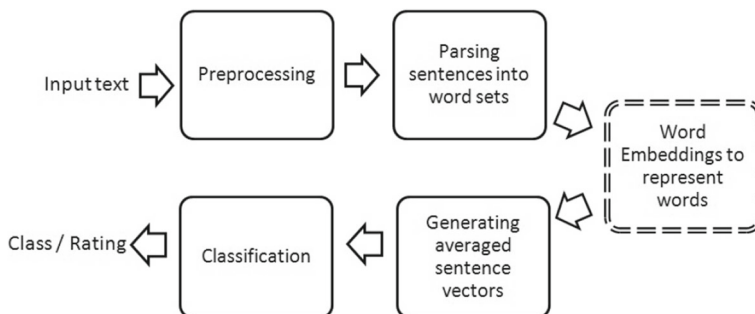 Input text
Preprocessing
Parsing
sentences into
word sets
Word
Embeddings to
represent
words
Generating
averaged
sentence
vectors
Classification
Class / Rating